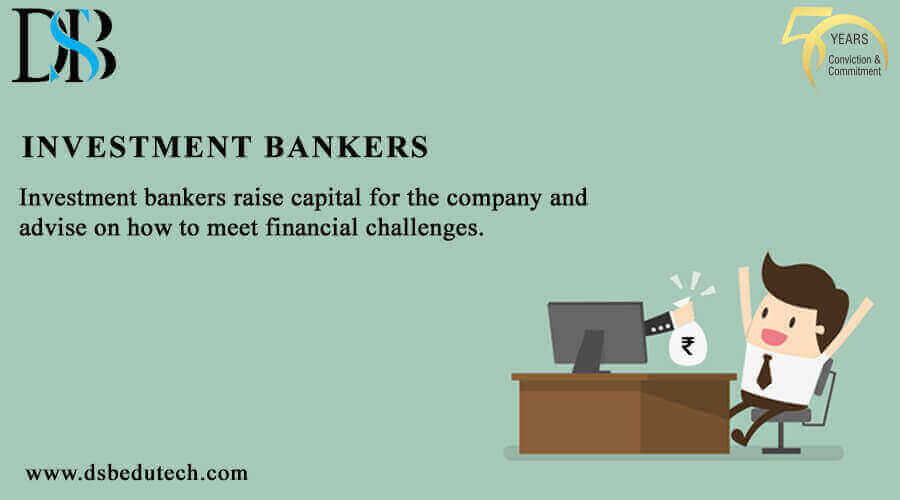 DSB
50
YEARS
Conviction &
Commitment
INVESTMENT BANKERS
Investment bankers raise capital for the company and
advise on how to meet financial challenges.
₹
www.dsbedutech.com